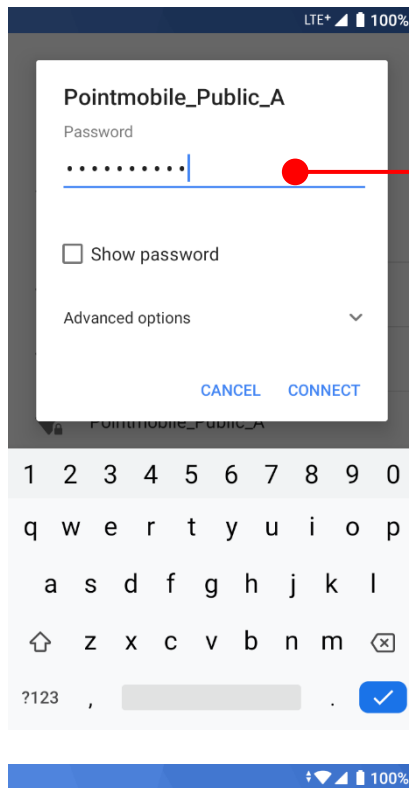 LTE+ 100%
Pointmobile_Public_A
Password
••••••••••
Show password
Advanced options
CANCEL CONNECT
Pointmobile_Public_A
1 2 3 4 5 6 7 8 9 0
q w e r t y u i o p
a s d f g h j k l
z x c v b n m
?123 , .
100%